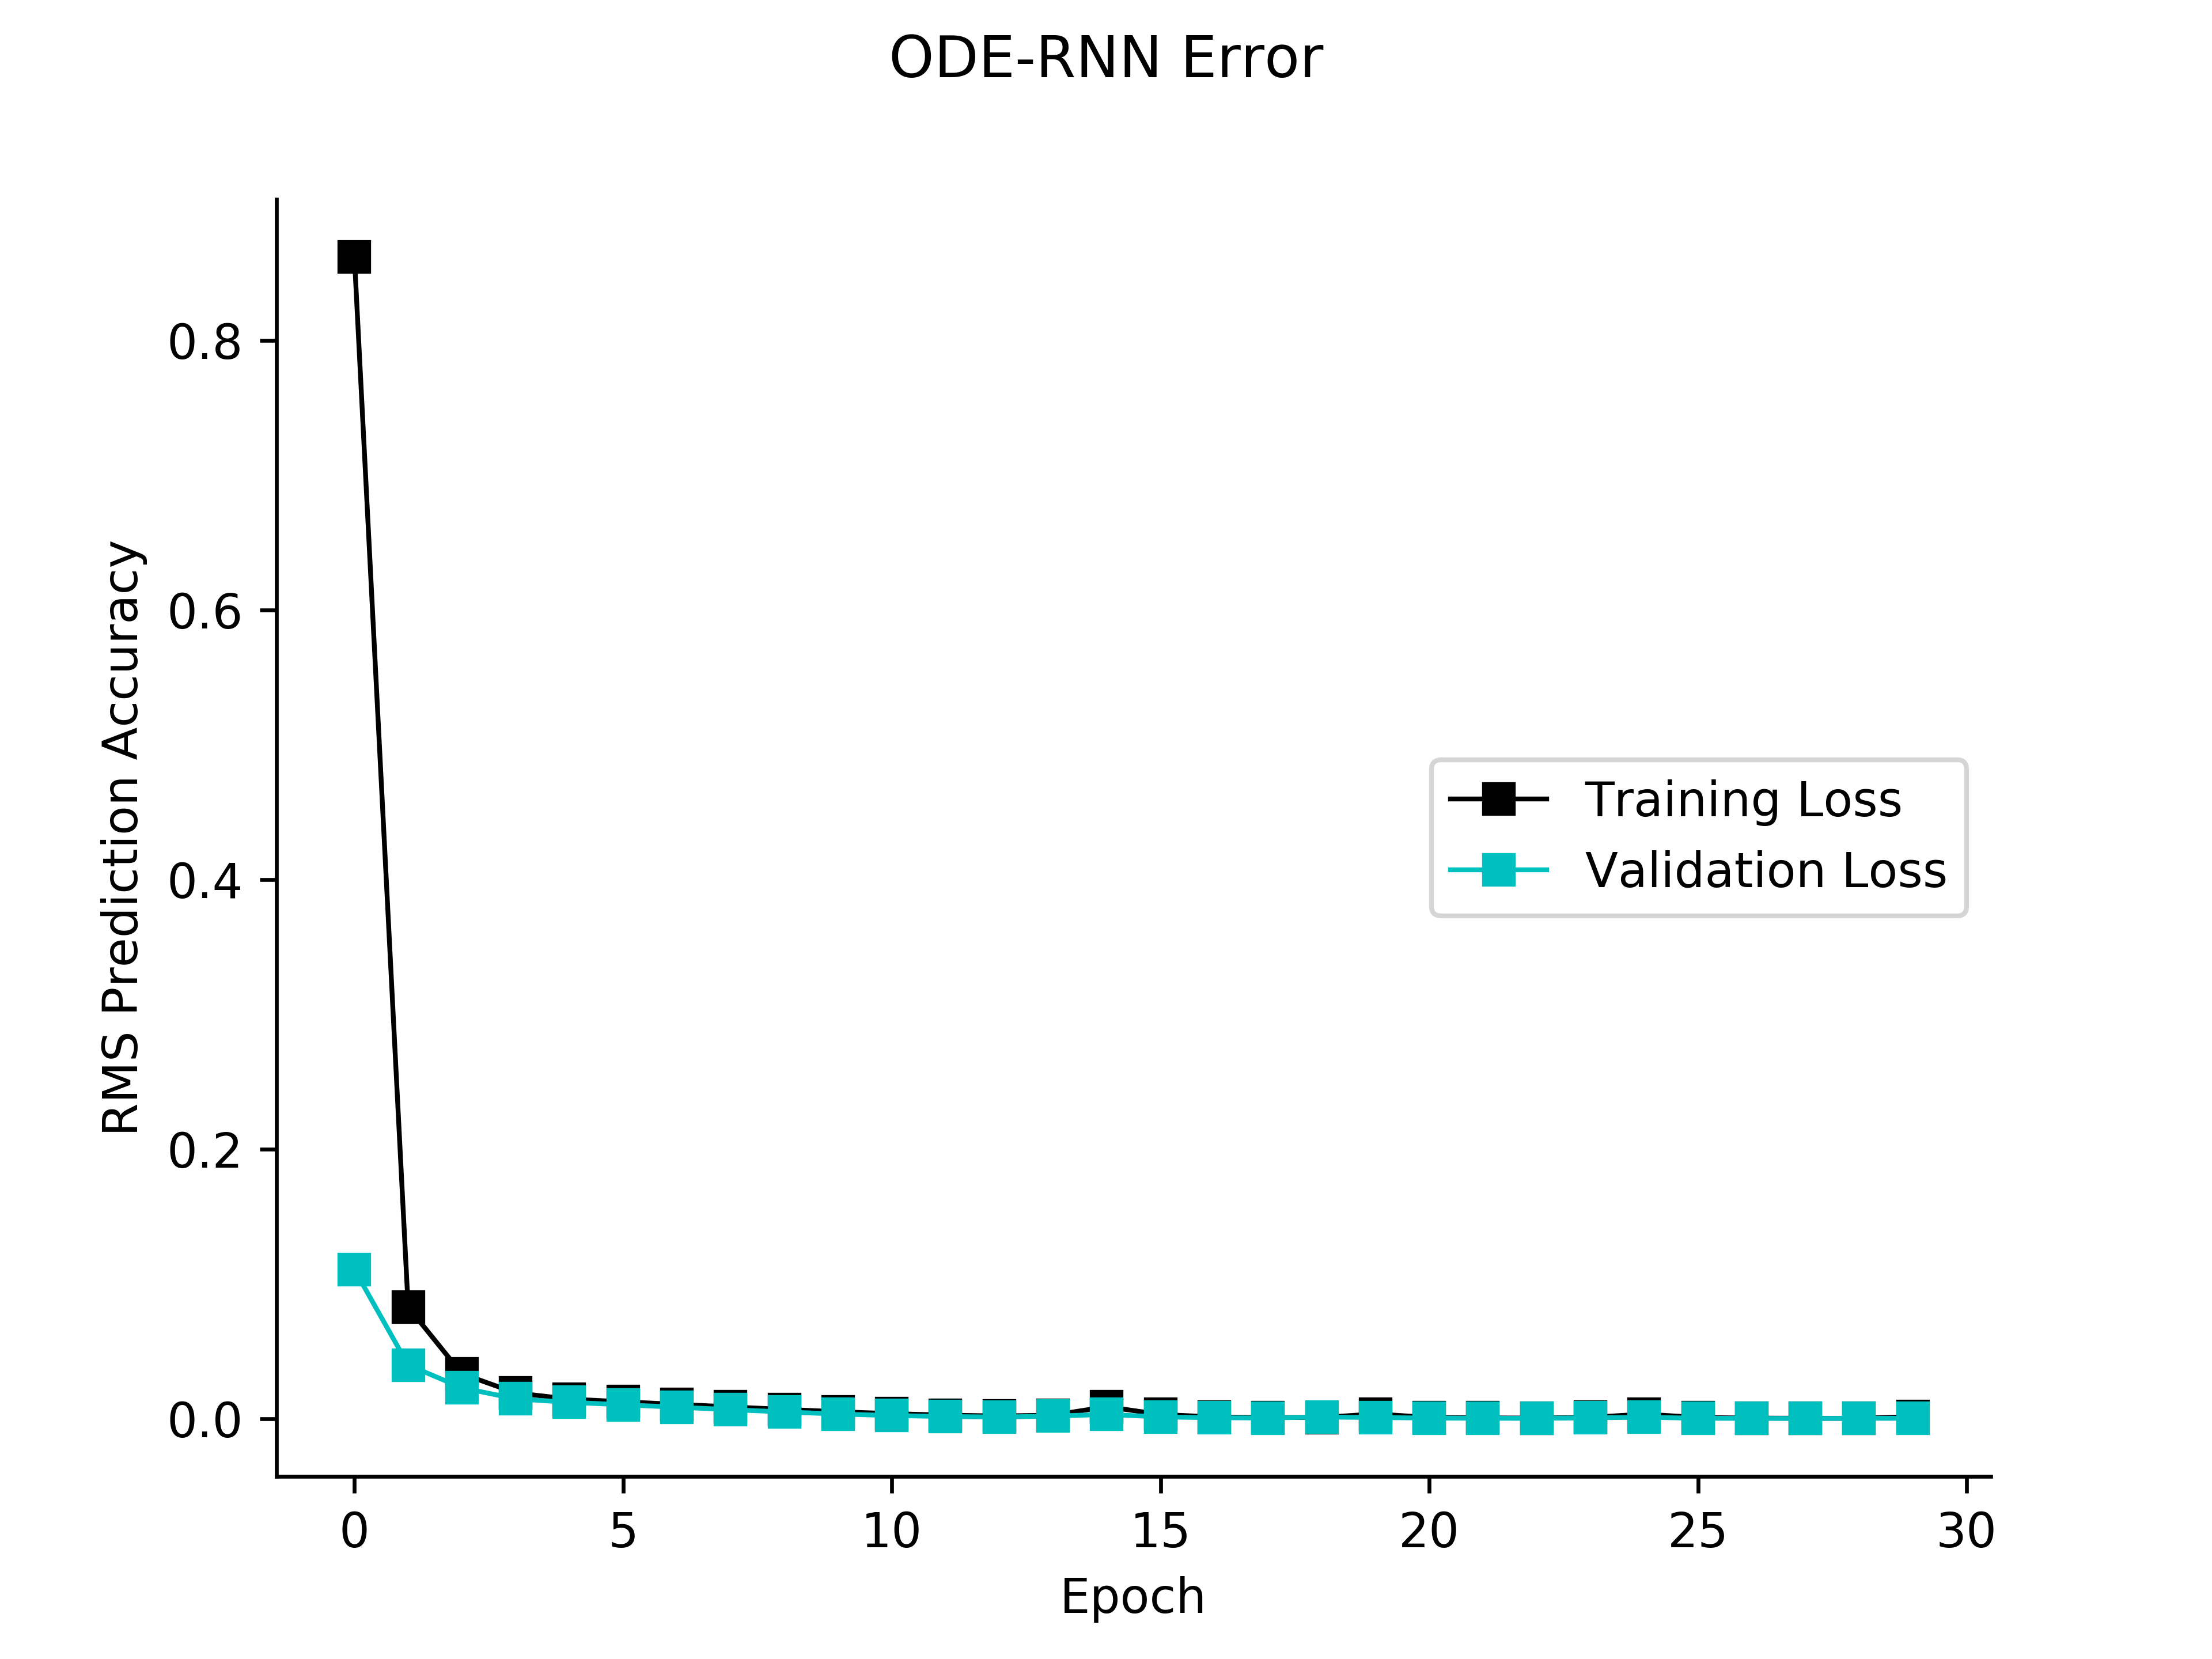 ODE-RNN Error
RMS Prediction Accuracy
0.8
0.6
0.4
0.2
0.0
Training Loss
Validation Loss
0 5 10 15 20 25 30
Epoch